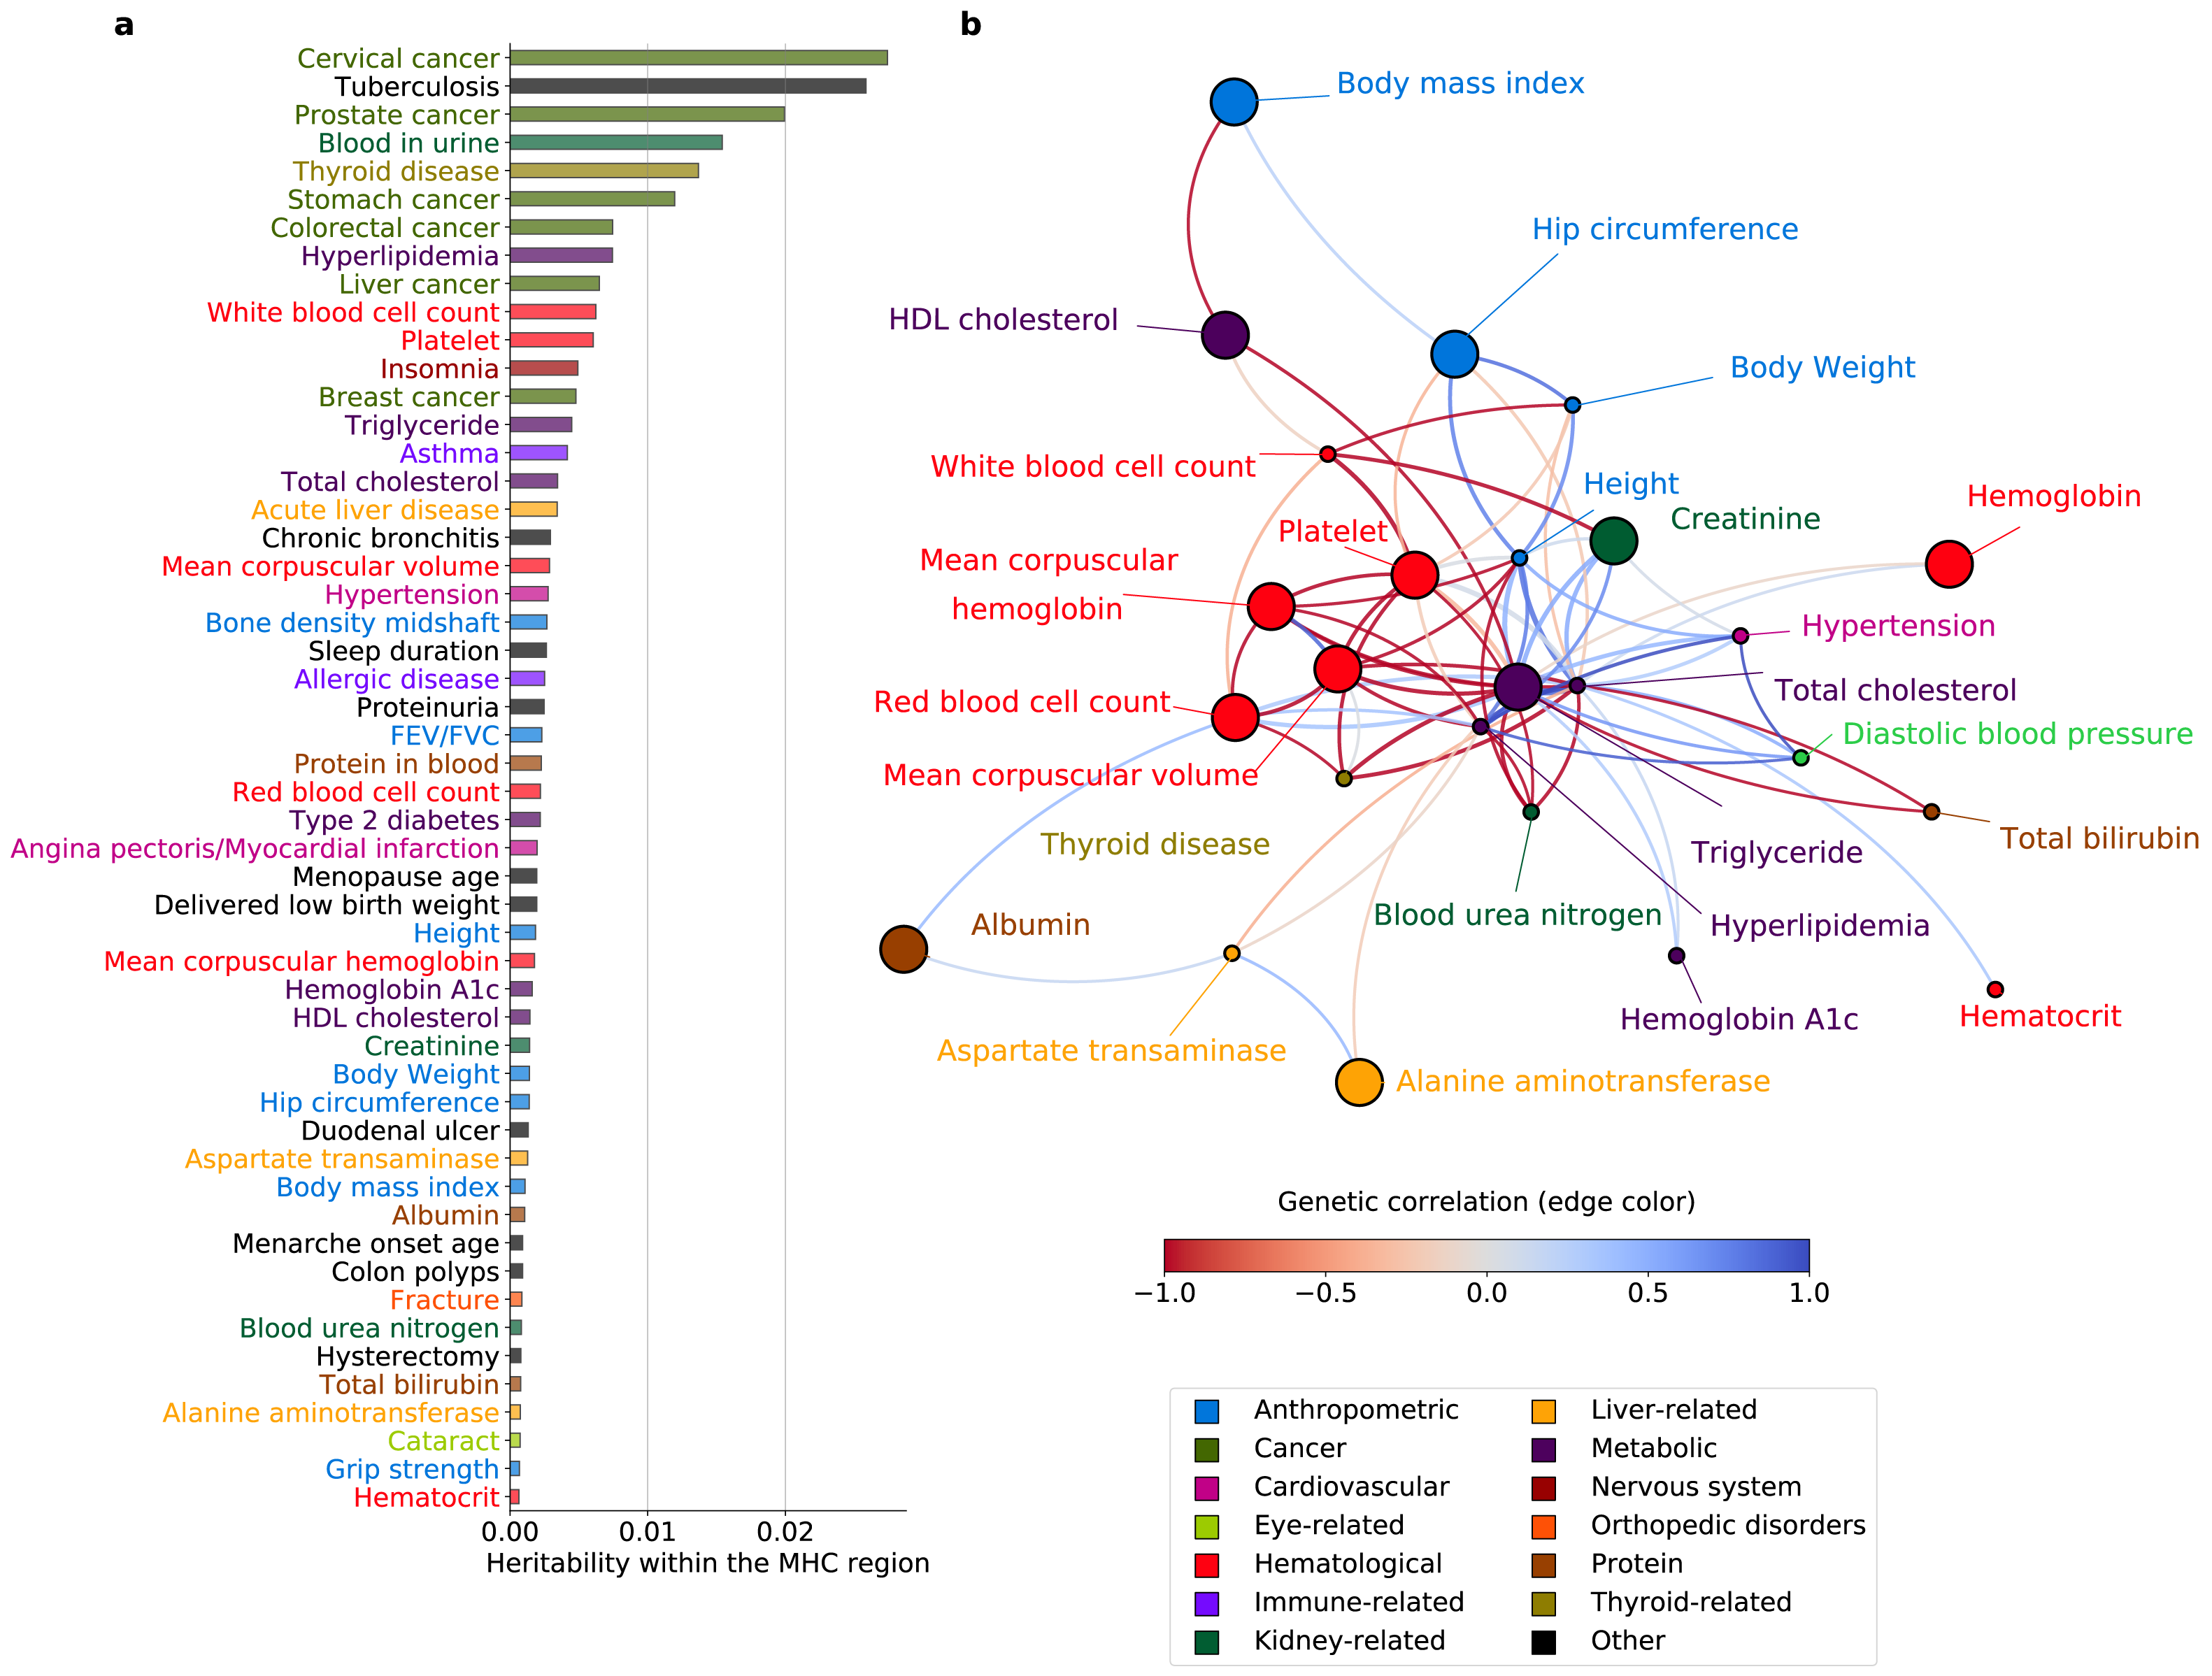 a
Cervical cancer
Tuberculosis
Prostate cancer
Blood in urine
Thyroid disease
Stomach cancer
Colorectal cancer
Hyperlipidemia
Liver cancer
White blood cell count
Platelet
Insomnia
Breast cancer
Triglyceride
Asthma
Total cholesterol
Acute liver disease
Chronic bronchitis
Mean corpuscular volume
Hypertension
Bone density midshaft
Sleep duration
Allergic disease
Proteinuria
FEV/FVC
Protein in blood
Red blood cell count
Type 2 diabetes
Angina pectoris/Myocardial infarction
Menopause age
Delivered low birth weight
Height
Mean corpuscular hemoglobin
Hemoglobin A1c
HDL cholesterol
Creatinine
Body Weight
Hip circumference
Duodenal ulcer
Aspartate transaminase
Body mass index
Albumin
Menarche onset age
Colon polyps
Fracture
Blood urea nitrogen
Hysterectomy
Total bilirubin
Alanine aminotransferase
Cataract
Grip strength
Hematocrit
0.00 0.01 0.02
Heritability within the MHC region
b
Body mass index
Hip circumference
HDL cholesterol
Body Weight
White blood cell count
Height
Hemoglobin
Creatinine
Platelet
Mean corpuscular
hemoglobin
Hypertension
Total cholesterol
Red blood cell count
Diastolic blood pressure
Mean corpuscular volume
Total bilirubin
Thyroid disease
Triglyceride
Blood urea nitrogen
Albumin
Hyperlipidemia
Hemoglobin A1c
Hematocrit
Aspartate transaminase
Alanine aminotransferase
Genetic correlation (edge color)
−1.0 −0.5 0.0 0.5 1.0
Anthropometric
Cancer
Cardiovascular
Eye-related
Hematological
Immune-related
Kidney-related
Liver-related
Metabolic
Nervous system
Orthopedic disorders
Protein
Thyroid-related
Other